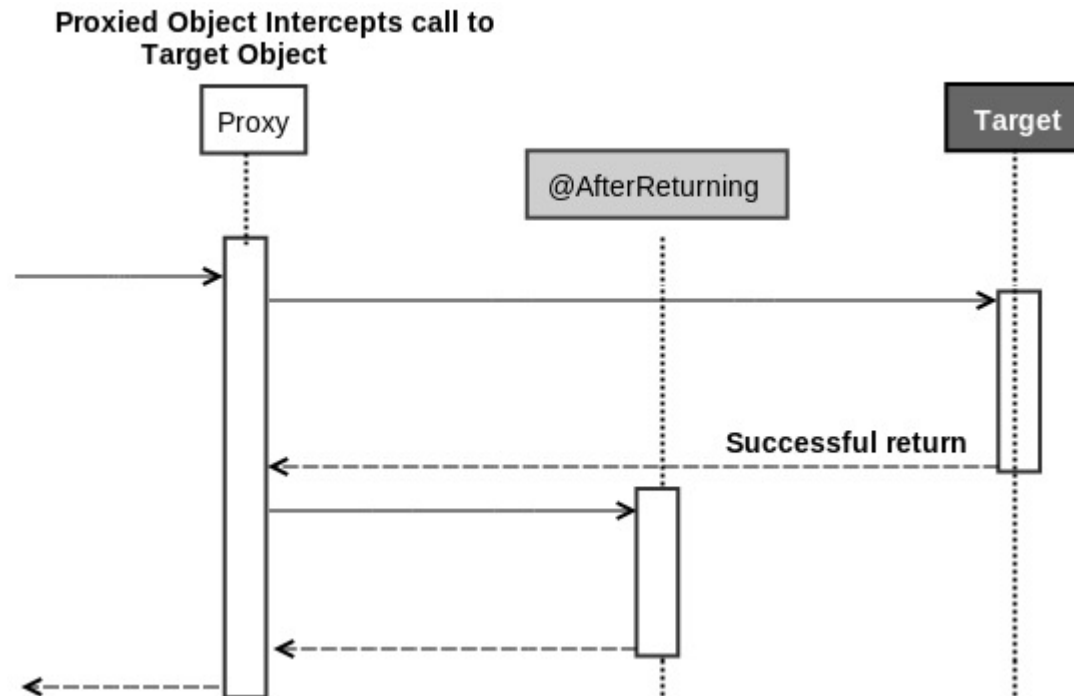 Proxied Object Intercepts call to
Target Object
Proxy
Target
@AfterReturning
Successful return